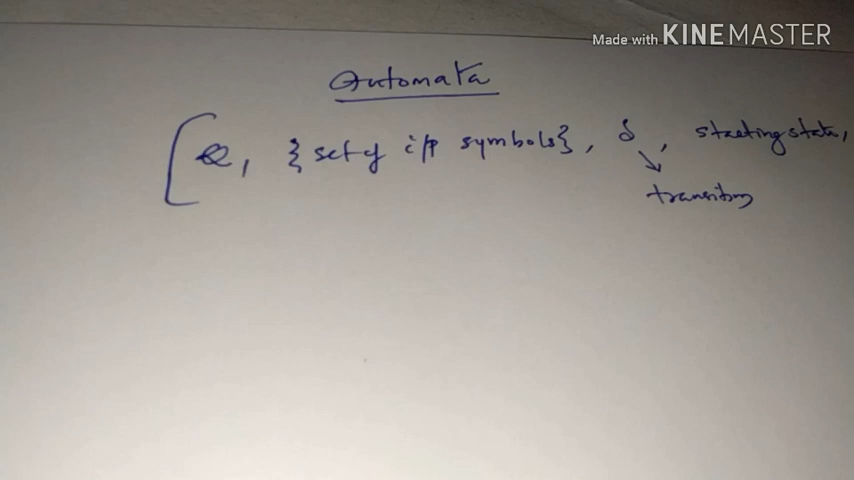 Made with KINEMASTER
Automata
[Q, {set of i/p symbols}, δ, starting state,
transition